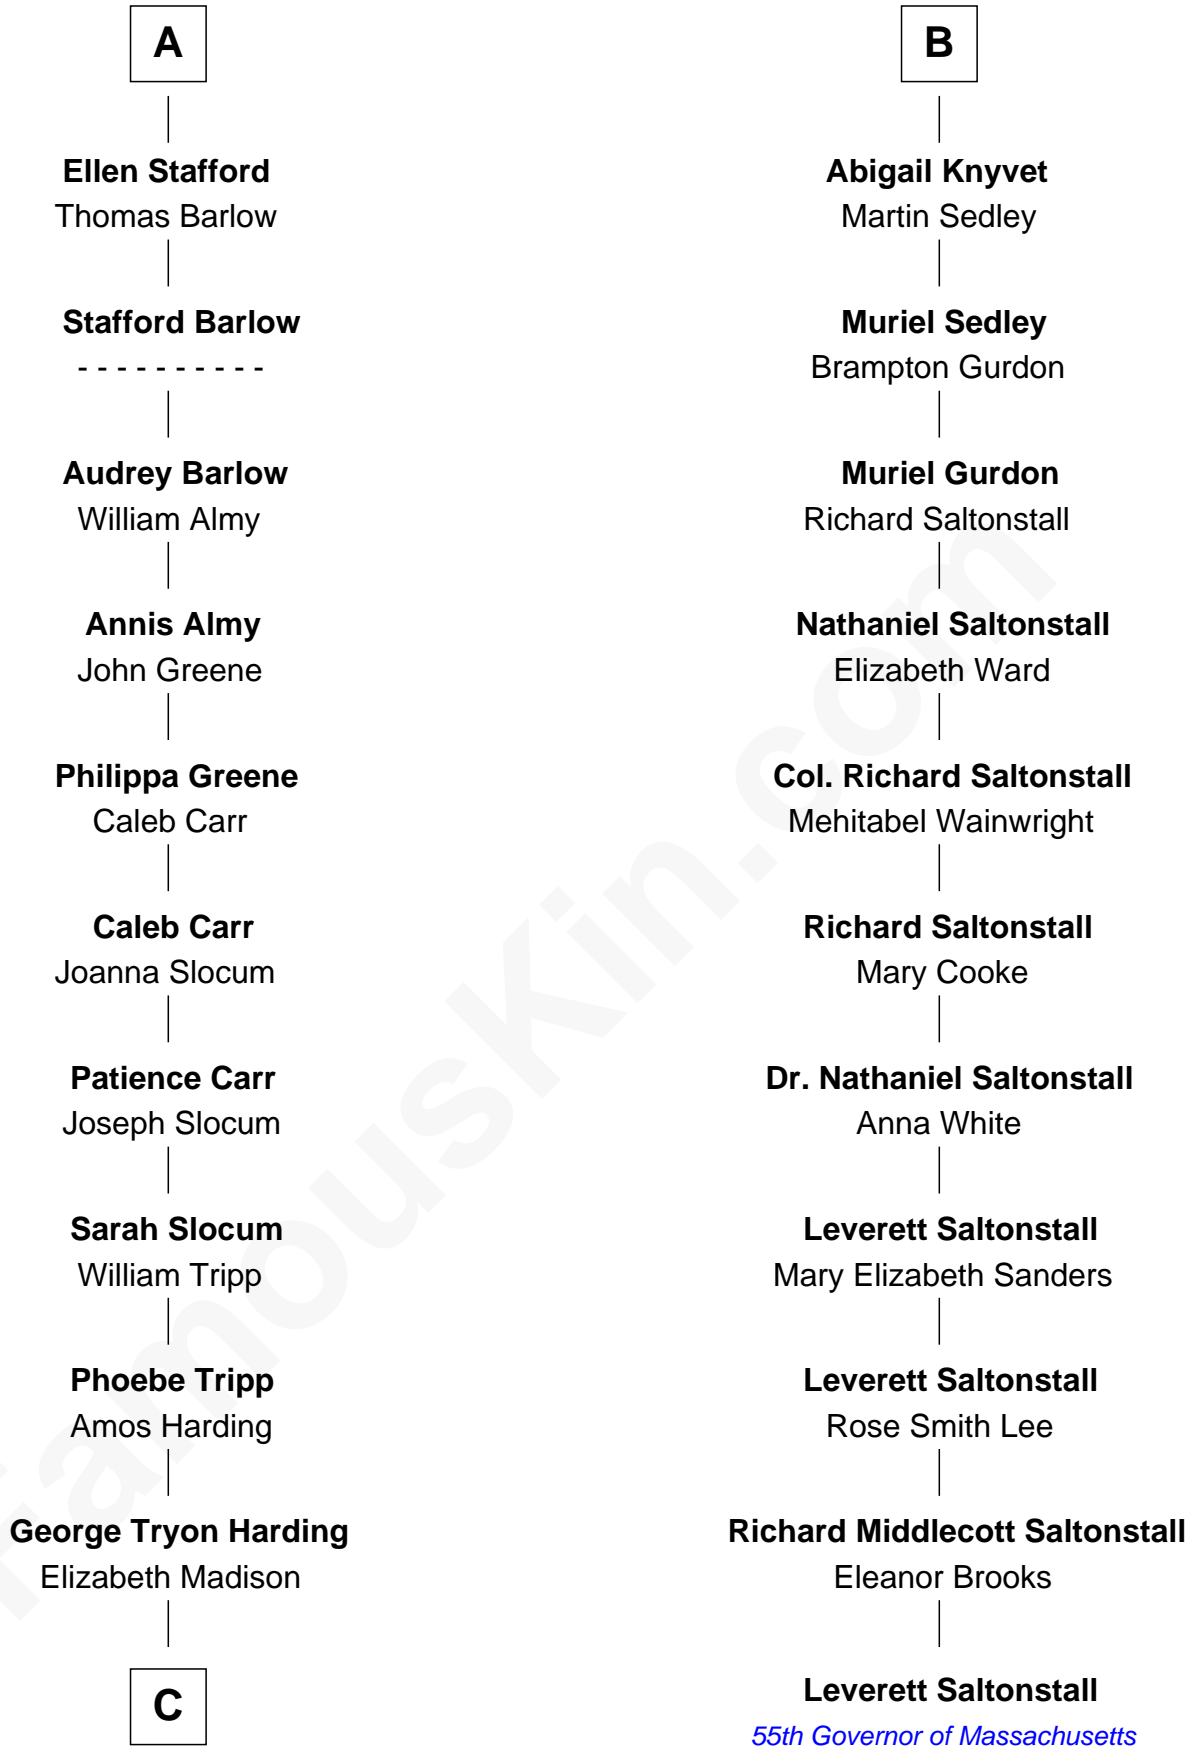 A
Ellen Stafford
Thomas Barlow
Stafford Barlow
- - - - - - - - - -
Audrey Barlow
William Almy
Annis Almy
John Greene
Philippa Greene
Caleb Carr
Caleb Carr
Joanna Slocum
Patience Carr
Joseph Slocum
Sarah Slocum
William Tripp
Phoebe Tripp
Amos Harding
George Tryon Harding
Elizabeth Madison
C
B
Abigail Knyvet
Martin Sedley
Muriel Sedley
Brampton Gurdon
Muriel Gurdon
Richard Saltonstall
Nathaniel Saltonstall
Elizabeth Ward
Col. Richard Saltonstall
Mehitabel Wainwright
Richard Saltonstall
Mary Cooke
Dr. Nathaniel Saltonstall
Anna White
Leverett Saltonstall
Mary Elizabeth Sanders
Leverett Saltonstall
Rose Smith Lee
Richard Middlecott Saltonstall
Eleanor Brooks
Leverett Saltonstall
55th Governor of Massachusetts
FamousKin.com